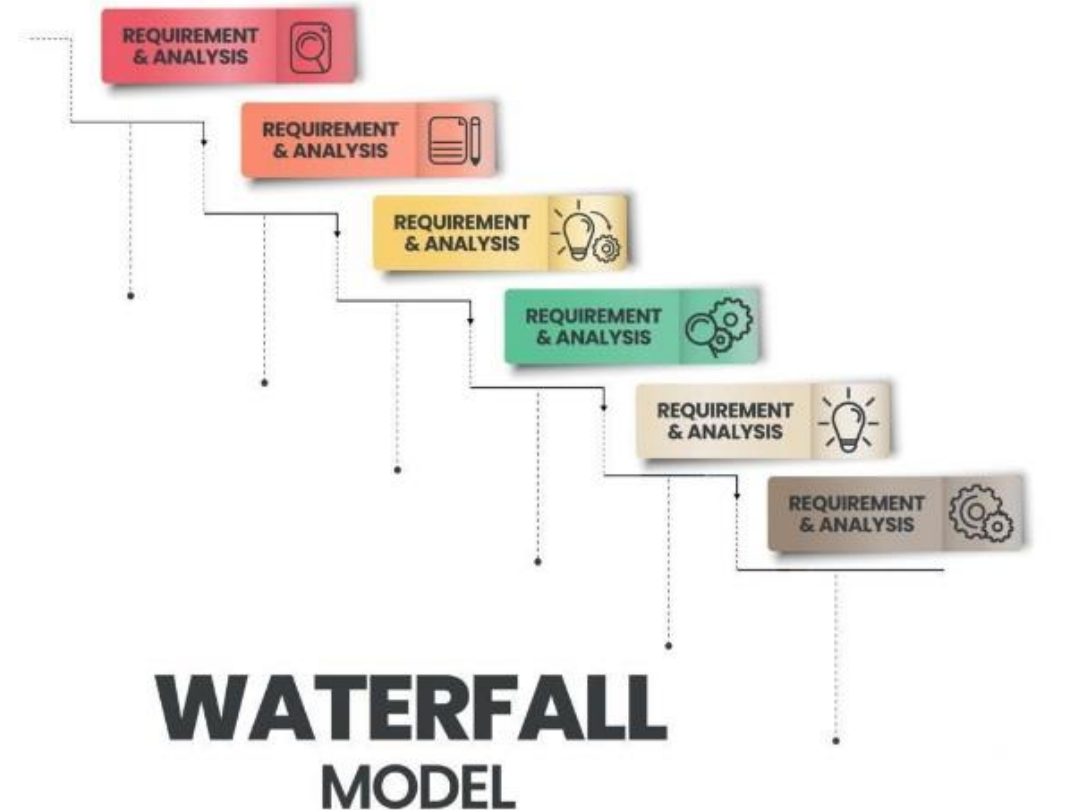 REQUIREMENT
& ANALYSIS
REQUIREMENT
& ANALYSIS
REQUIREMENT
& ANALYSIS
REQUIREMENT
& ANALYSIS
REQUIREMENT
& ANALYSIS
REQUIREMENT
& ANALYSIS
WATERFALL
MODEL